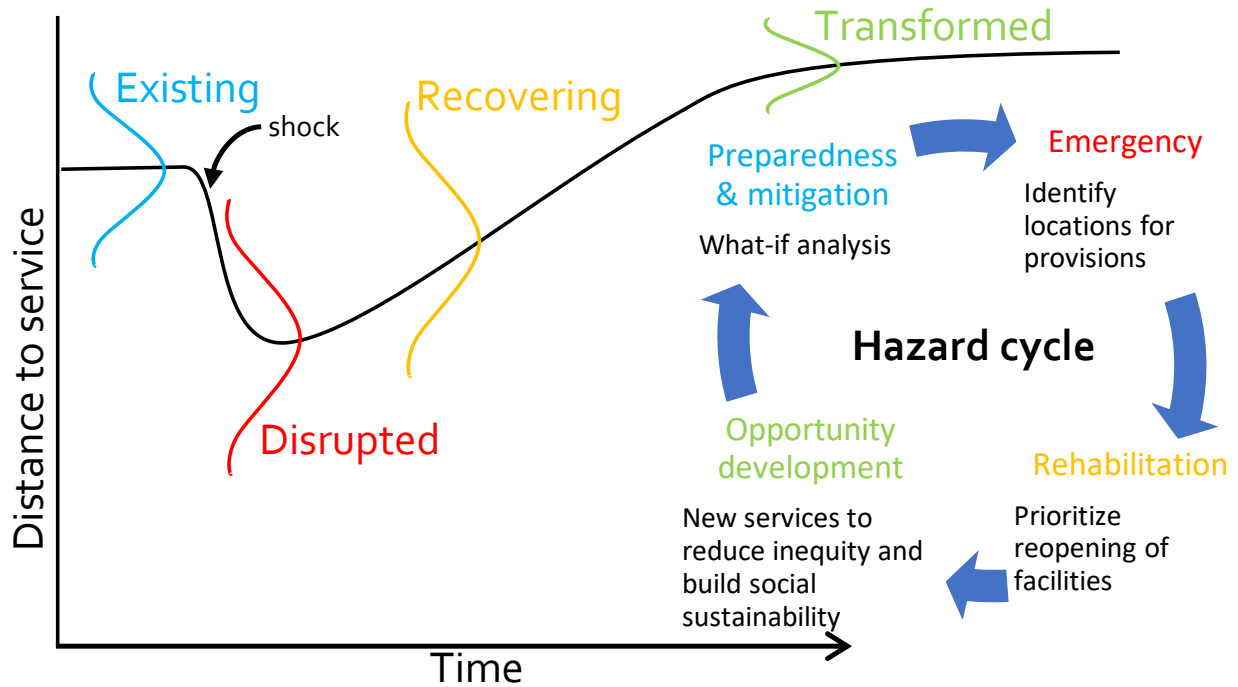 Transformed
Existing
Recovering
shock
Preparedness
& mitigation
Emergency
What-if analysis
Identify
locations for
provisions
Distance to service
Hazard cycle
Disrupted
Opportunity
development
Rehabilitation
New services to
reduce inequity and
build social
sustainability
Prioritize
reopening of
facilities
Time